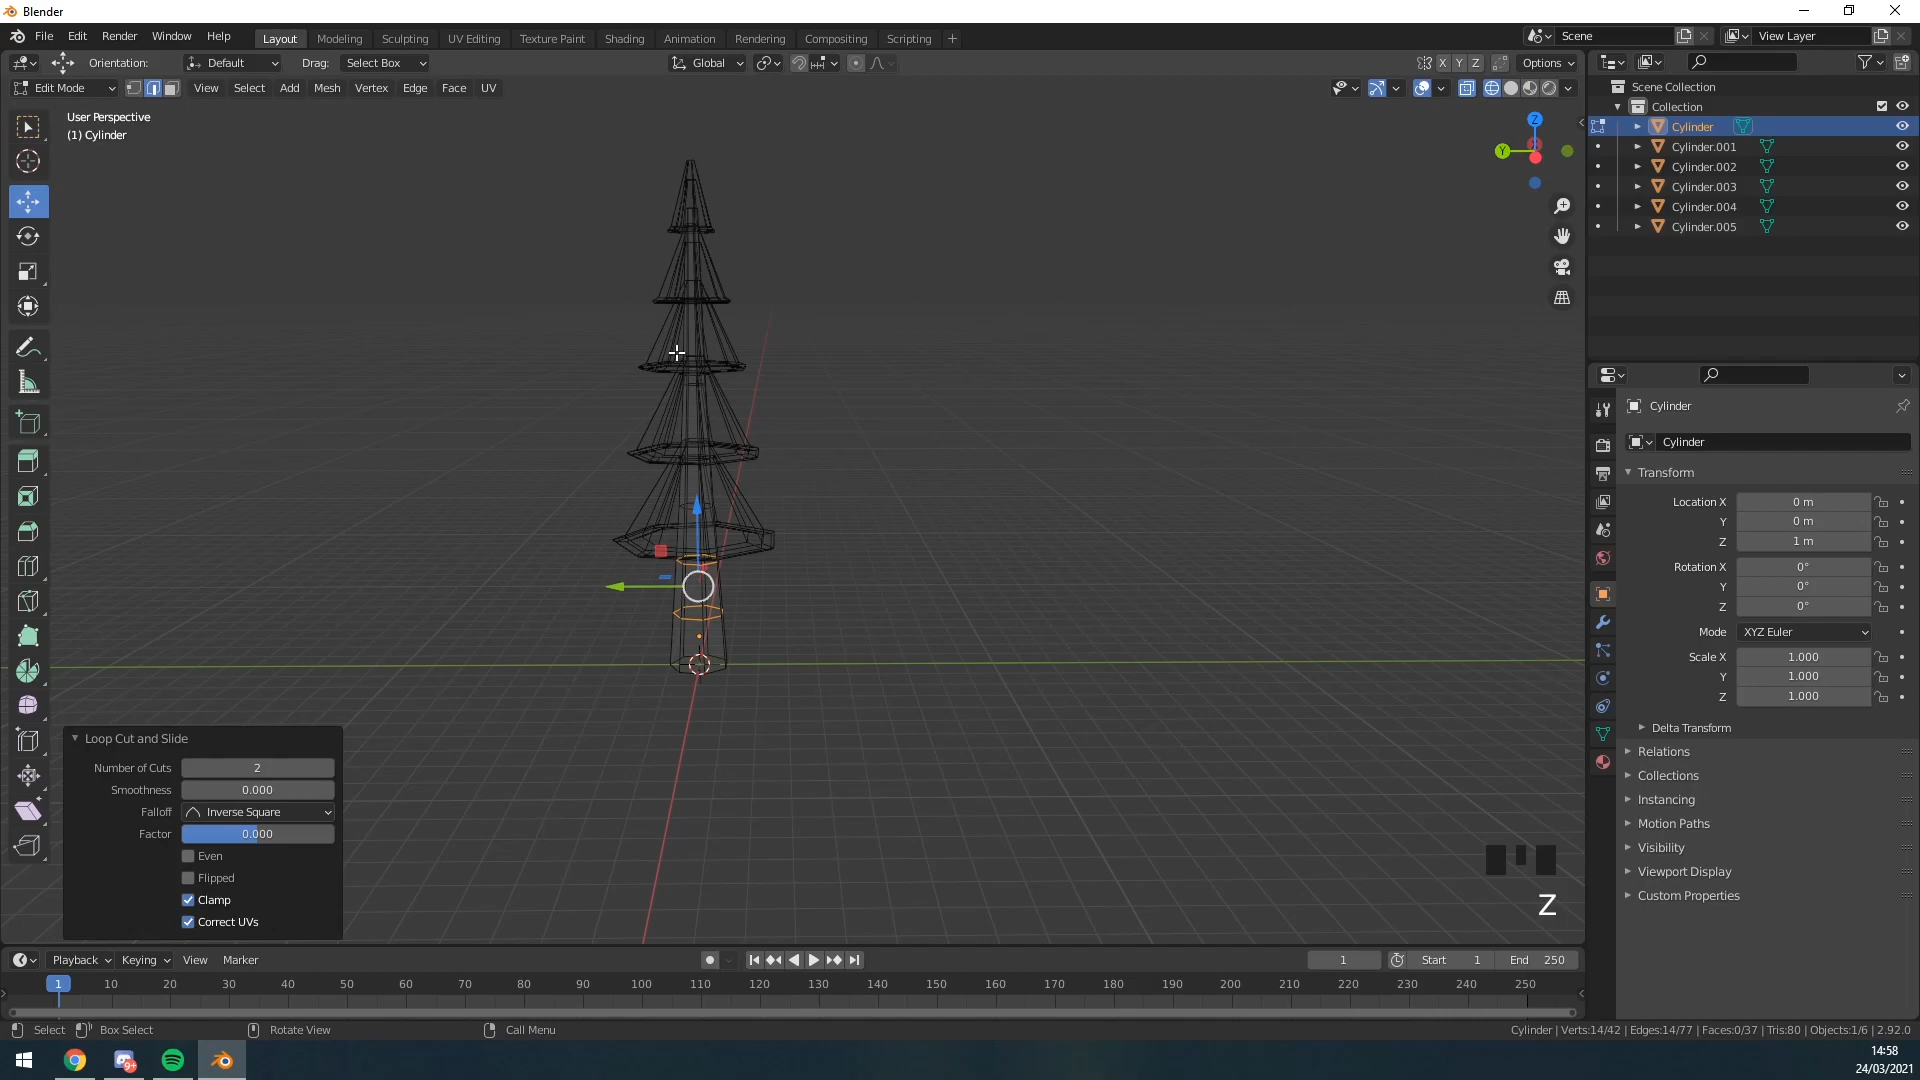 Blender
File Edit Render Window Help
Layout Modeling Sculpting UV Editing Texture Paint Shading Animation Rendering Compositing Scripting +
Scene View Layer
Orientation: Default Drag: Select Box Global X Y Z Options
Edit Mode View Select Add Mesh Vertex Edge Face UV
User Perspective
(1) Cylinder
Z
Y
Scene Collection
Collection
Cylinder
Cylinder.001
Cylinder.002
Cylinder.003
Cylinder.004
Cylinder.005
Cylinder
Cylinder
Transform
Location X 0 m
Y 0 m
Z 1 m
Rotation X 0°
Y 0°
Z 0°
Mode XYZ Euler
Scale X 1.000
Y 1.000
Z 1.000
Delta Transform
Relations
Collections
Instancing
Motion Paths
Visibility
Viewport Display
Custom Properties
Loop Cut and Slide
Number of Cuts 2
Smoothness 0.000
Falloff Inverse Square
Factor 0.000
Even
Flipped
Clamp
Correct UVs
Z
Playback Keying View Marker 1 Start 1 End 250
1 10 20 30 40 50 60 70 80 90 100 110 120 130 140 150 160 170 180 190 200 210 220 230 240 250
Select Box Select Rotate View Call Menu Cylinder | Verts:14/42 | Edges:14/77 | Faces:0/37 | Tris:80 | Objects:1/6 | 2.92.0
9+
14:58
24/03/2021